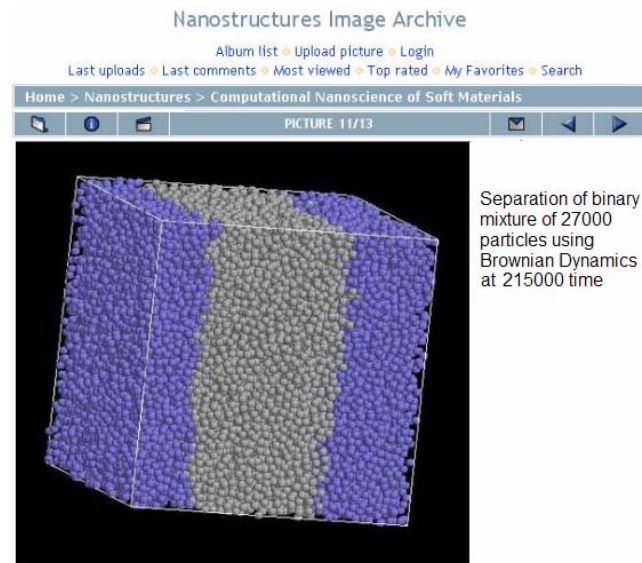 Nanostructures Image Archive
Album list ◇ Upload picture ◇ Login
Last uploads ◇ Last comments ◇ Most viewed ◇ Top rated ◇ My Favorites ◇ Search
Home > Nanostructures > Computational Nanoscience of Soft Materials
PICTURE 11/13
Separation of binary
mixture of 27000
particles using
Brownian Dynamics
at 215000 time